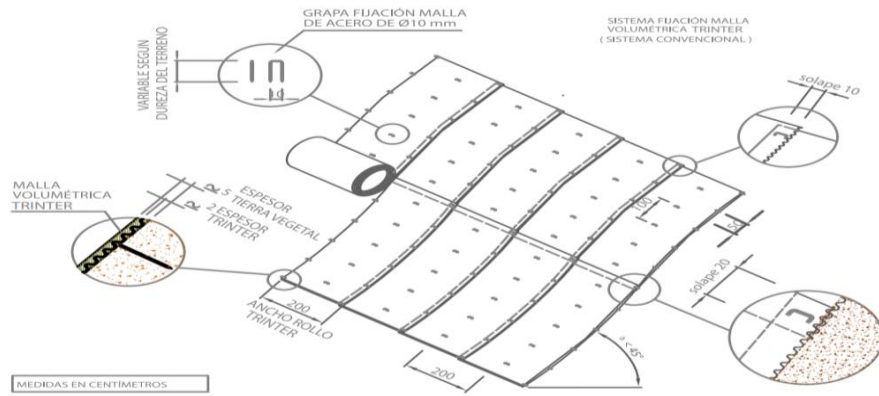 GRAPA FIJACIÓN MALLA
DE ACERO DE Ø10 mm
SISTEMA FIJACIÓN MALLA
VOLUMÉTRICA TRINTER
( SISTEMA CONVENCIONAL )
VARIABLE SEGUN
DUREZA DEL TERRENO
10
solape 10
MALLA
VOLUMÉTRICA
TRINTER
ESPESOR
5 TIERRA VEGETAL
2 ESPESOR
TRINTER
100
50
solape 20
200
ANCHO ROLLO
TRINTER
200
a < 45°
MEDIDAS EN CENTÍMETROS